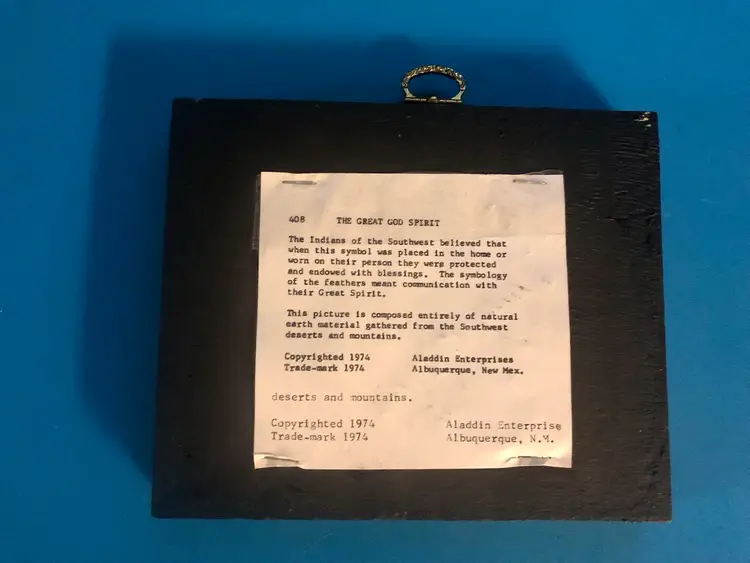 408 THE GREAT GOD SPIRIT
The Indians of the Southwest believed that
when this symbol was placed in the home or
worn on their person they were protected
and endowed with blessings. The symbology
of the feathers meant communication with
their Great Spirit.
This picture is composed entirely of natural
earth material gathered from the Southwest
deserts and mountains.
Copyrighted 1974 Aladdin Enterprises
Trade-mark 1974 Albuquerque, New Mex.
deserts and mountains.
Copyrighted 1974 Aladdin Enterprise
Trade-mark 1974 Albuquerque, N.M.